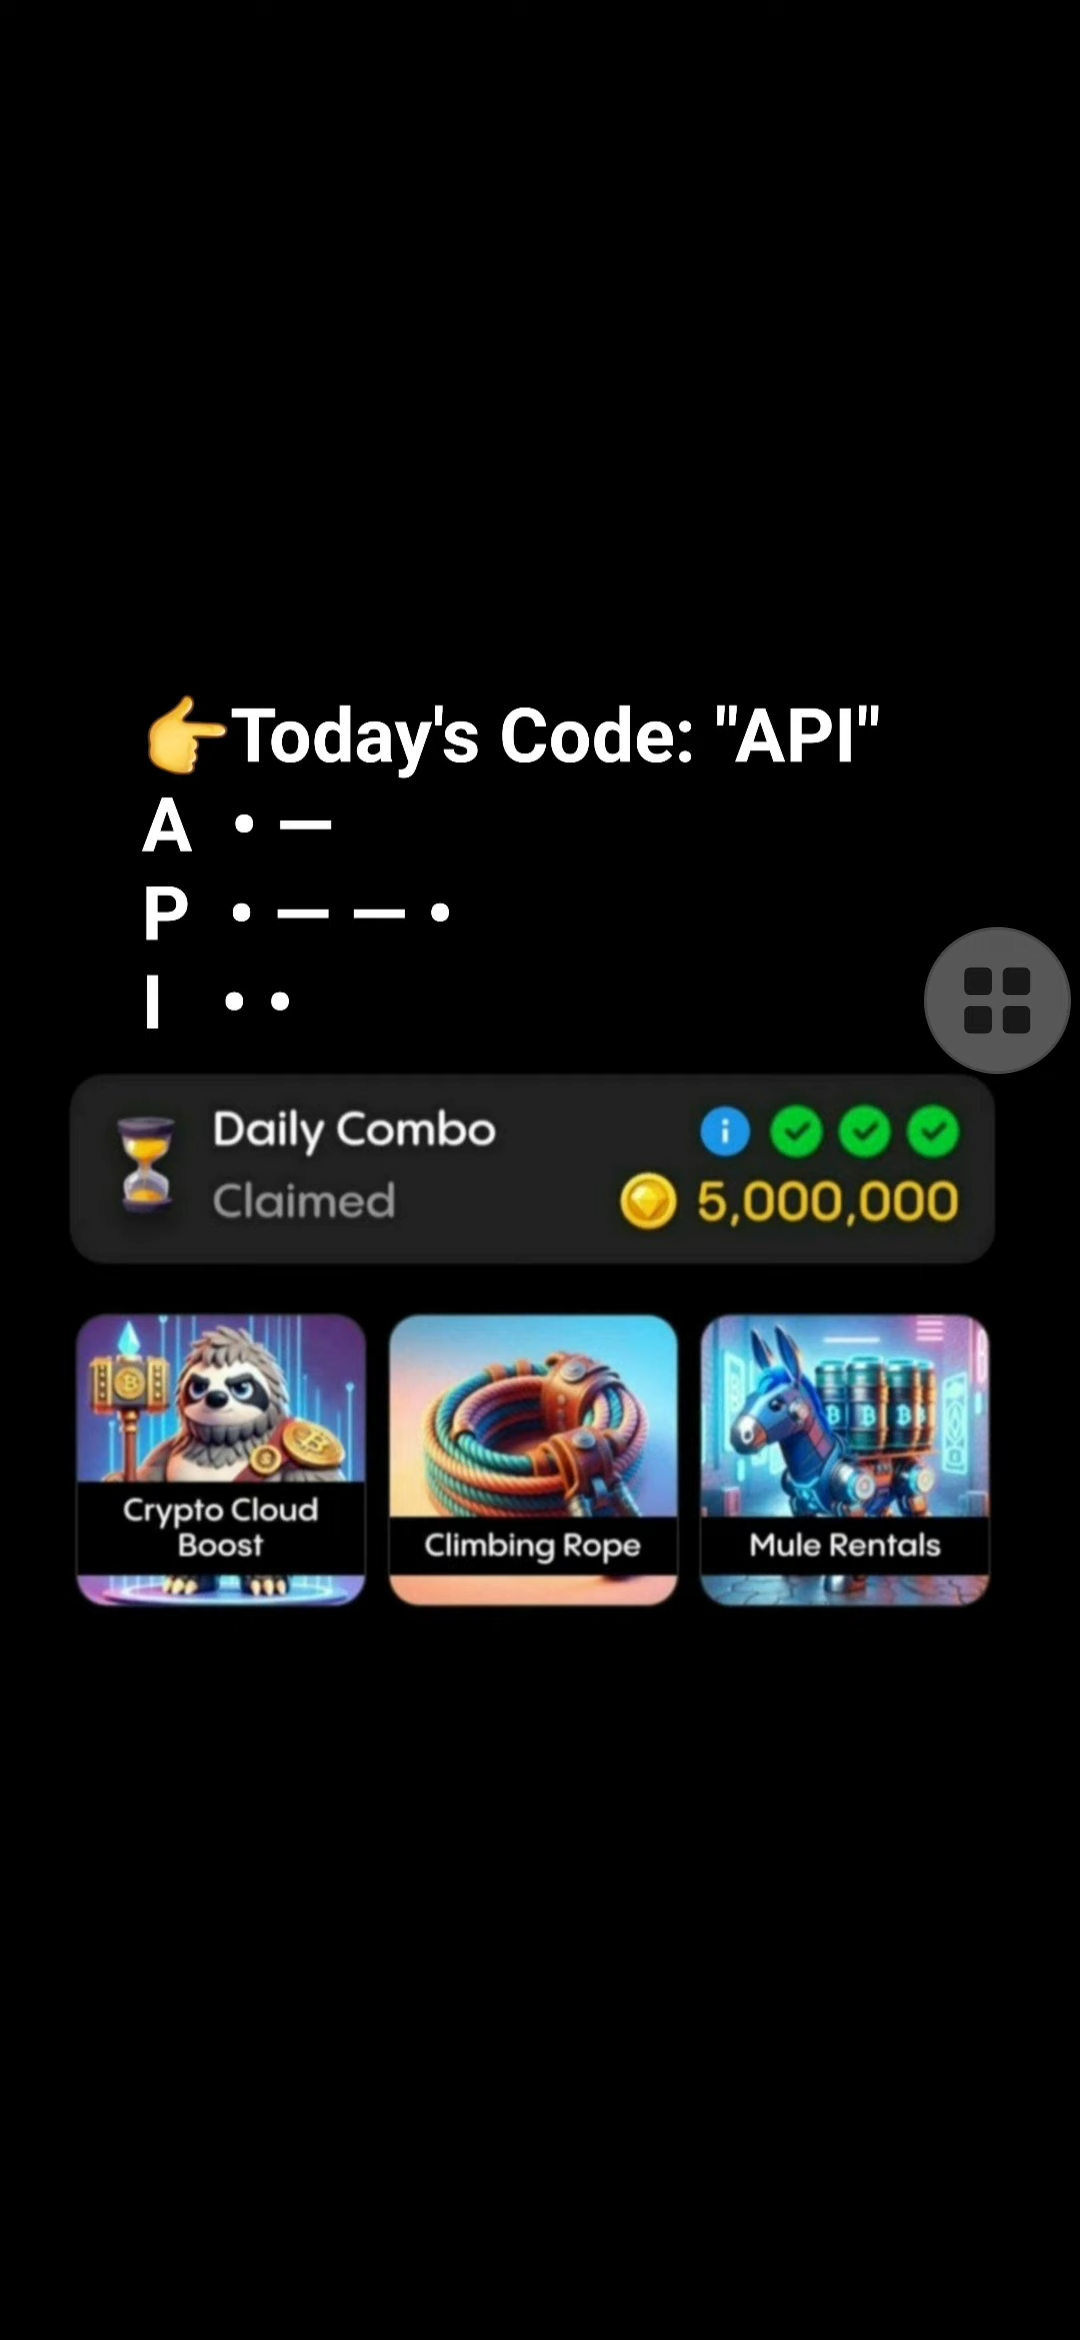 👉Today's Code: "API"
A • —
P • — — •
I • •
Daily Combo
Claimed
5,000,000
Crypto Cloud
Boost
Climbing Rope
Mule Rentals